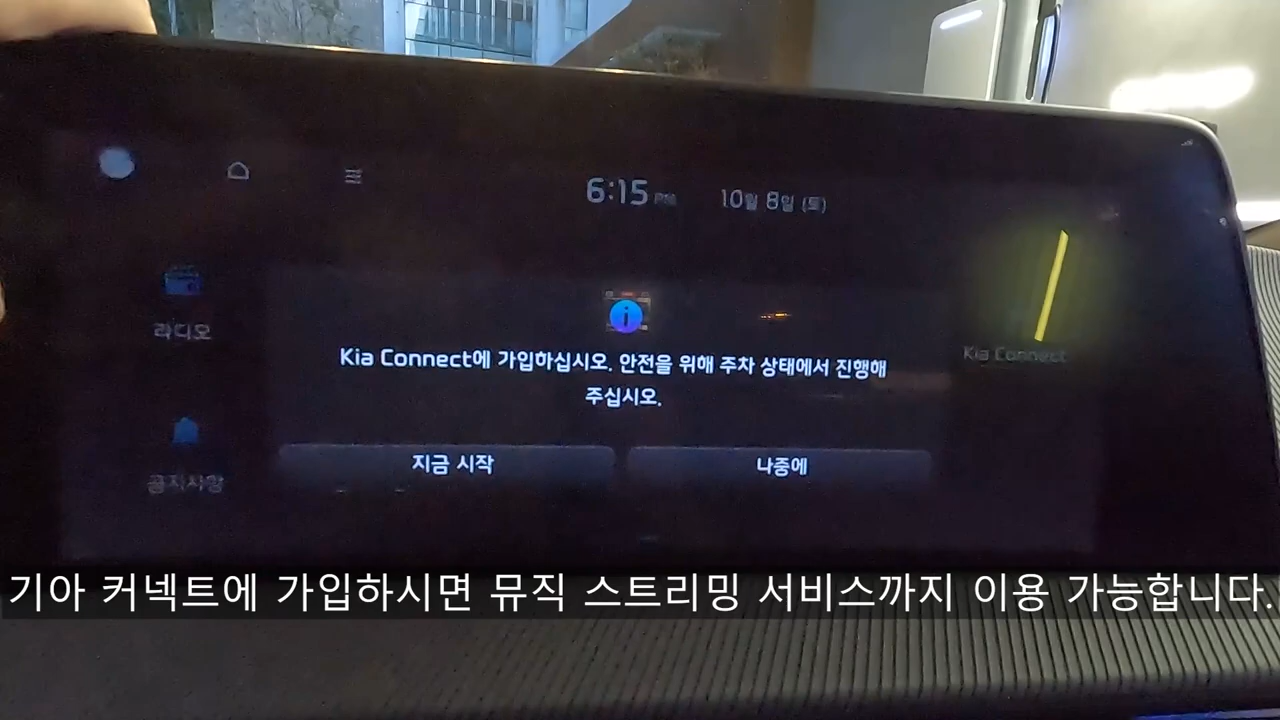 6:15 PM 10월 8일 (토)
라디오
Kia Connect에 가입하십시오. 안전을 위해 주차 상태에서 진행해
주십시오.
Kia Connect
지금 시작
나중에
공지사항
기아 커넥트에 가입하시면 뮤직 스트리밍 서비스까지 이용 가능합니다.